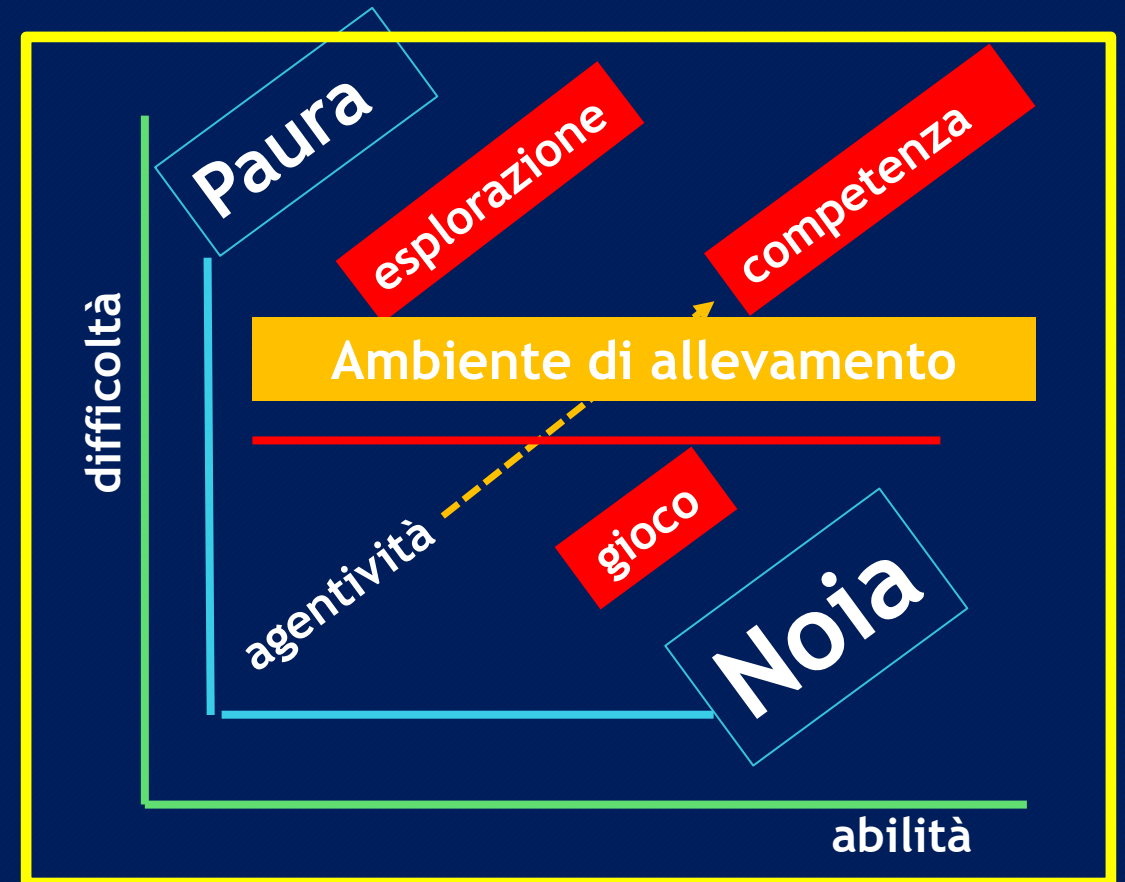 Paura
esplorazione
competenza
difficoltà
Ambiente di allevamento
agentività
gioco
Noia
abilità